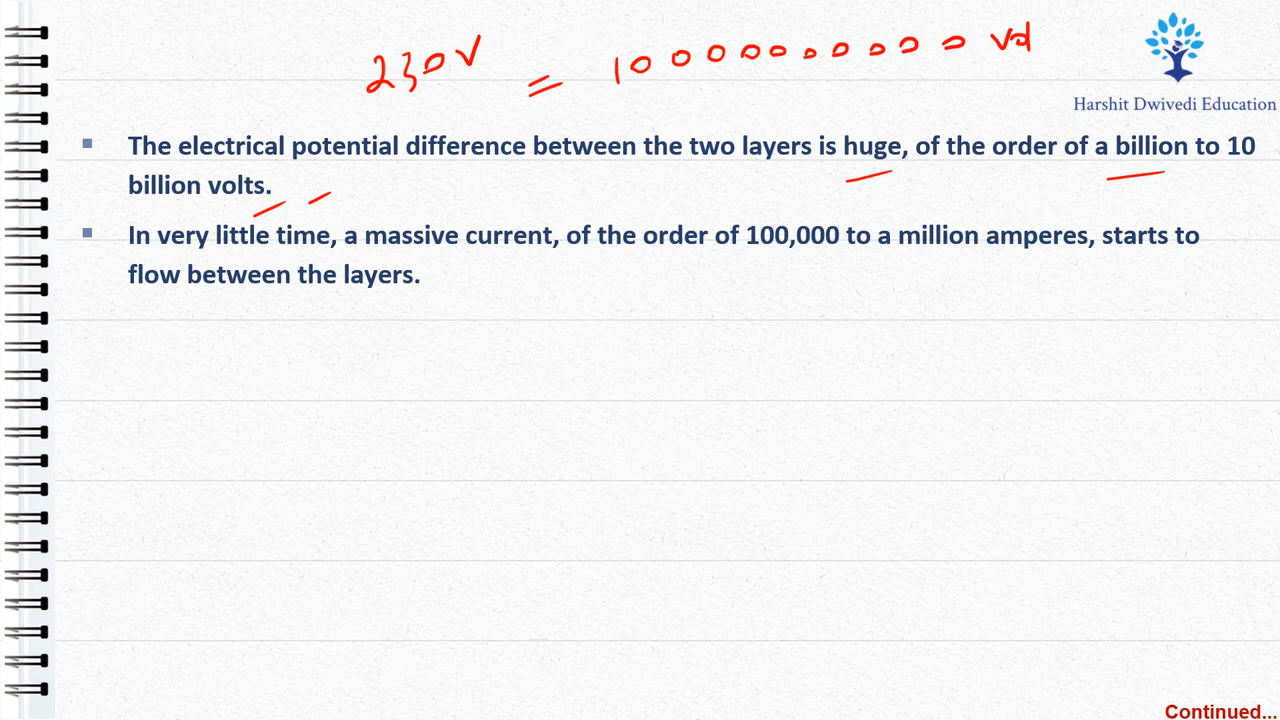 230V = 10000000000 Vol
Harshit Dwivedi Education
▪ The electrical potential difference between the two layers is huge, of the order of a billion to 10
billion volts.
▪ In very little time, a massive current, of the order of 100,000 to a million amperes, starts to
flow between the layers.
Continued...